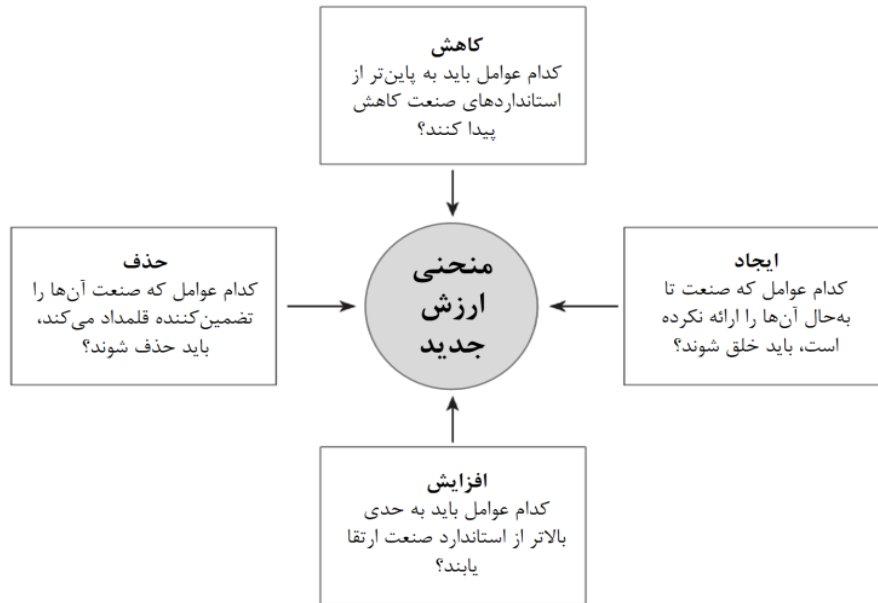 کاهش
کدام عوامل باید به پاین‌تر از
استانداردهای صنعت کاهش
پیدا کنند؟
ایجاد
کدام عوامل که صنعت تا
به‌حال آن‌ها را ارائه نکرده
است، باید خلق شوند؟
منحنی
ارزش
جدید
حذف
کدام عوامل که صنعت آن‌ها را
تضمین‌کننده قلمداد می‌کند،
باید حذف شوند؟
افزایش
کدام عوامل باید به حدی
بالاتر از استاندارد صنعت ارتقا
یابند؟